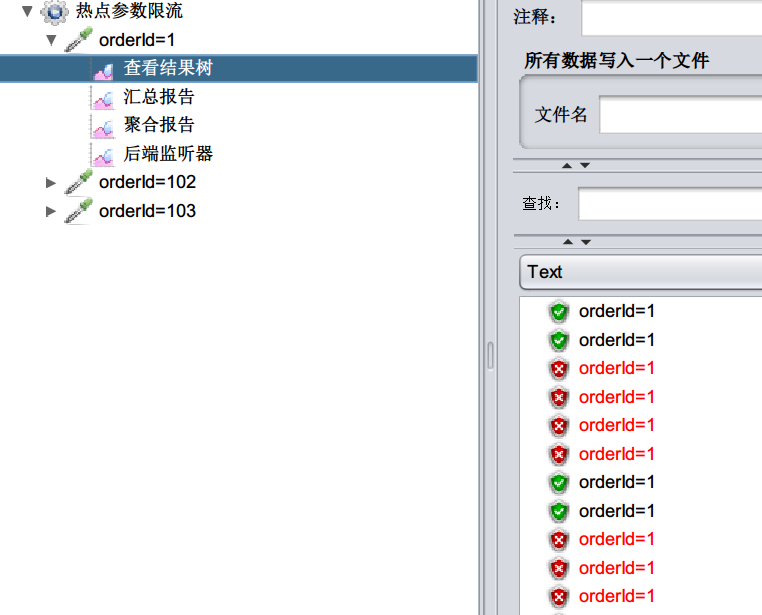 热点参数限流
orderId=1
查看结果树
汇总报告
聚合报告
后端监听器
orderId=102
orderId=103
注释：
所有数据写入一个文件
文件名
查找：
Text
orderId=1
orderId=1
orderId=1
orderId=1
orderId=1
orderId=1
orderId=1
orderId=1
orderId=1
orderId=1
orderId=1